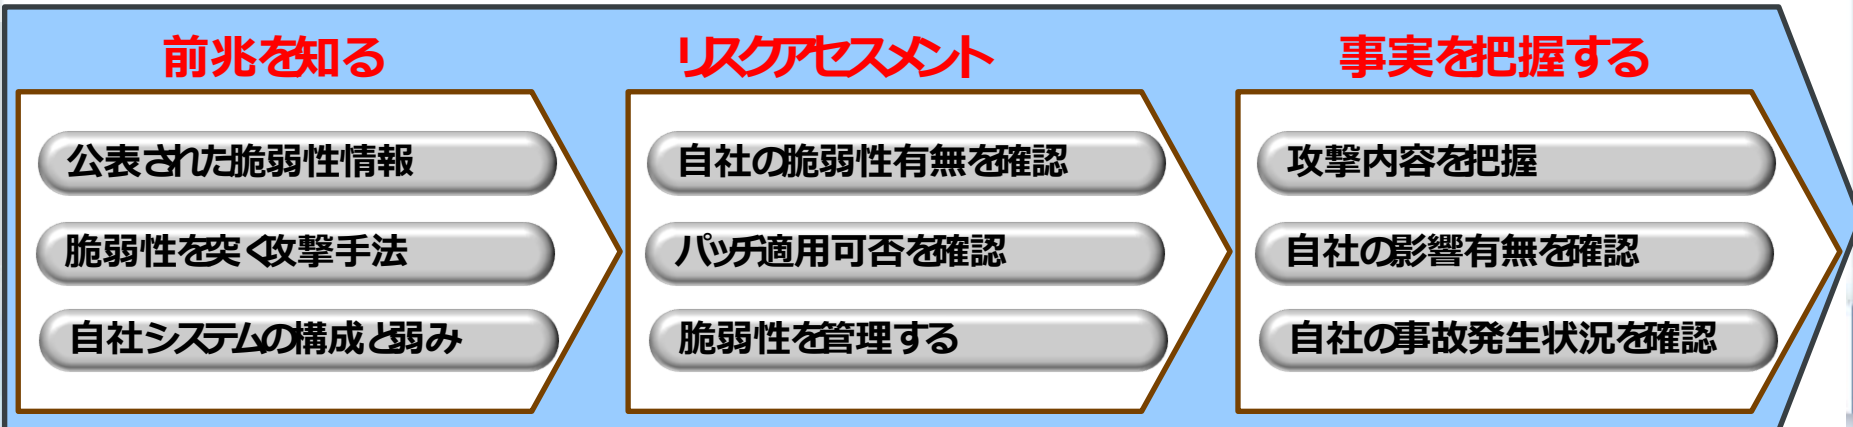 前兆を知る
公表された脆弱性情報
脆弱性を突く攻撃手法
自社システムの構成と弱み
リスクアセスメント
自社の脆弱性有無を確認
パッチ適用可否を確認
脆弱性を管理する
事実を把握する
攻撃内容を把握
自社の影響有無を確認
自社の事故発生状況を確認